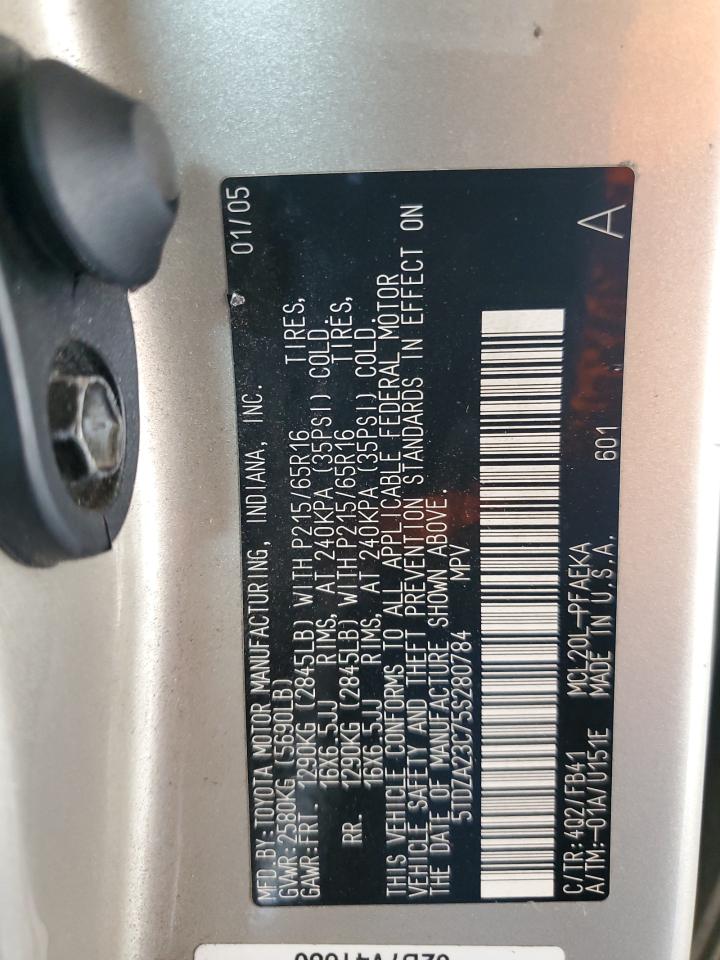 MFD. BY: TOYOTA MOTOR MANUFACTURING, INDIANA, INC. 01/05
GVWR: 2580KG (5690LB)
GAWR: FRT. 1290KG (2845LB) WITH P215/65R16 TIRES,
16X6.5JJ RIMS, AT 240KPA (35PSI) COLD.
RR. 1290KG (2845LB) WITH P215/65R16 TIRES,
16X6.5JJ RIMS, AT 240KPA (35PSI) COLD.
THIS VEHICLE CONFORMS TO ALL APPLICABLE FEDERAL MOTOR
VEHICLE SAFETY AND THEFT PREVENTION STANDARDS IN EFFECT ON
THE DATE OF MANUFACTURE SHOWN ABOVE.
5TDZA23C75S280784 MPV
C/TR: 4Q2/FB41 MCL20L-PFAEKA 601 A
A/TM: -01A/U151E MADE IN U.S.A.